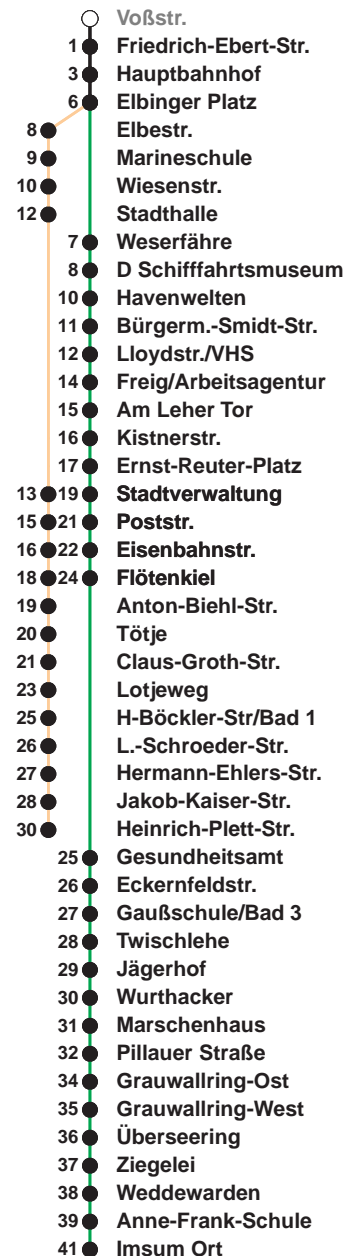 Voßstr.
1 Friedrich-Ebert-Str.
3 Hauptbahnhof
6 Elbinger Platz
8 Elbestr.
9 Marineschule
10 Wiesenstr.
12 Stadthalle
7 Weserfähre
8 D Schifffahrtsmuseum
10 Havenwelten
11 Bürgerm.-Smidt-Str.
12 Lloydstr./VHS
14 Freig/Arbeitsagentur
15 Am Leher Tor
16 Kistnerstr.
17 Ernst-Reuter-Platz
13 19 Stadtverwaltung
15 21 Poststr.
16 22 Eisenbahnstr.
18 24 Flötenkiel
19 Anton-Biehl-Str.
20 Tötje
21 Claus-Groth-Str.
23 Lotjeweg
25 H-Böckler-Str/Bad 1
26 L.-Schroeder-Str.
27 Hermann-Ehlers-Str.
28 Jakob-Kaiser-Str.
30 Heinrich-Plett-Str.
25 Gesundheitsamt
26 Eckernfeldstr.
27 Gaußschule/Bad 3
28 Twischlehe
29 Jägerhof
30 Wurthacker
31 Marschenhaus
32 Pillauer Straße
34 Grauwallring-Ost
35 Grauwallring-West
36 Überseering
37 Ziegelei
38 Weddewarden
39 Anne-Frank-Schule
41 Imsum Ort